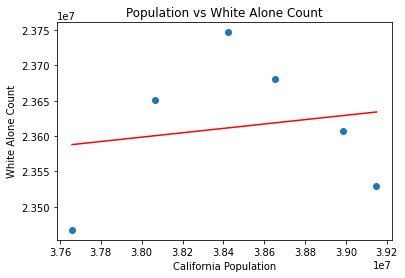 Population vs White Alone Count
1e7
2.375
2.370
2.365
2.360
2.355
2.350
White Alone Count
3.76 3.78 3.80 3.82 3.84 3.86 3.88 3.90 3.92
1e7
California Population